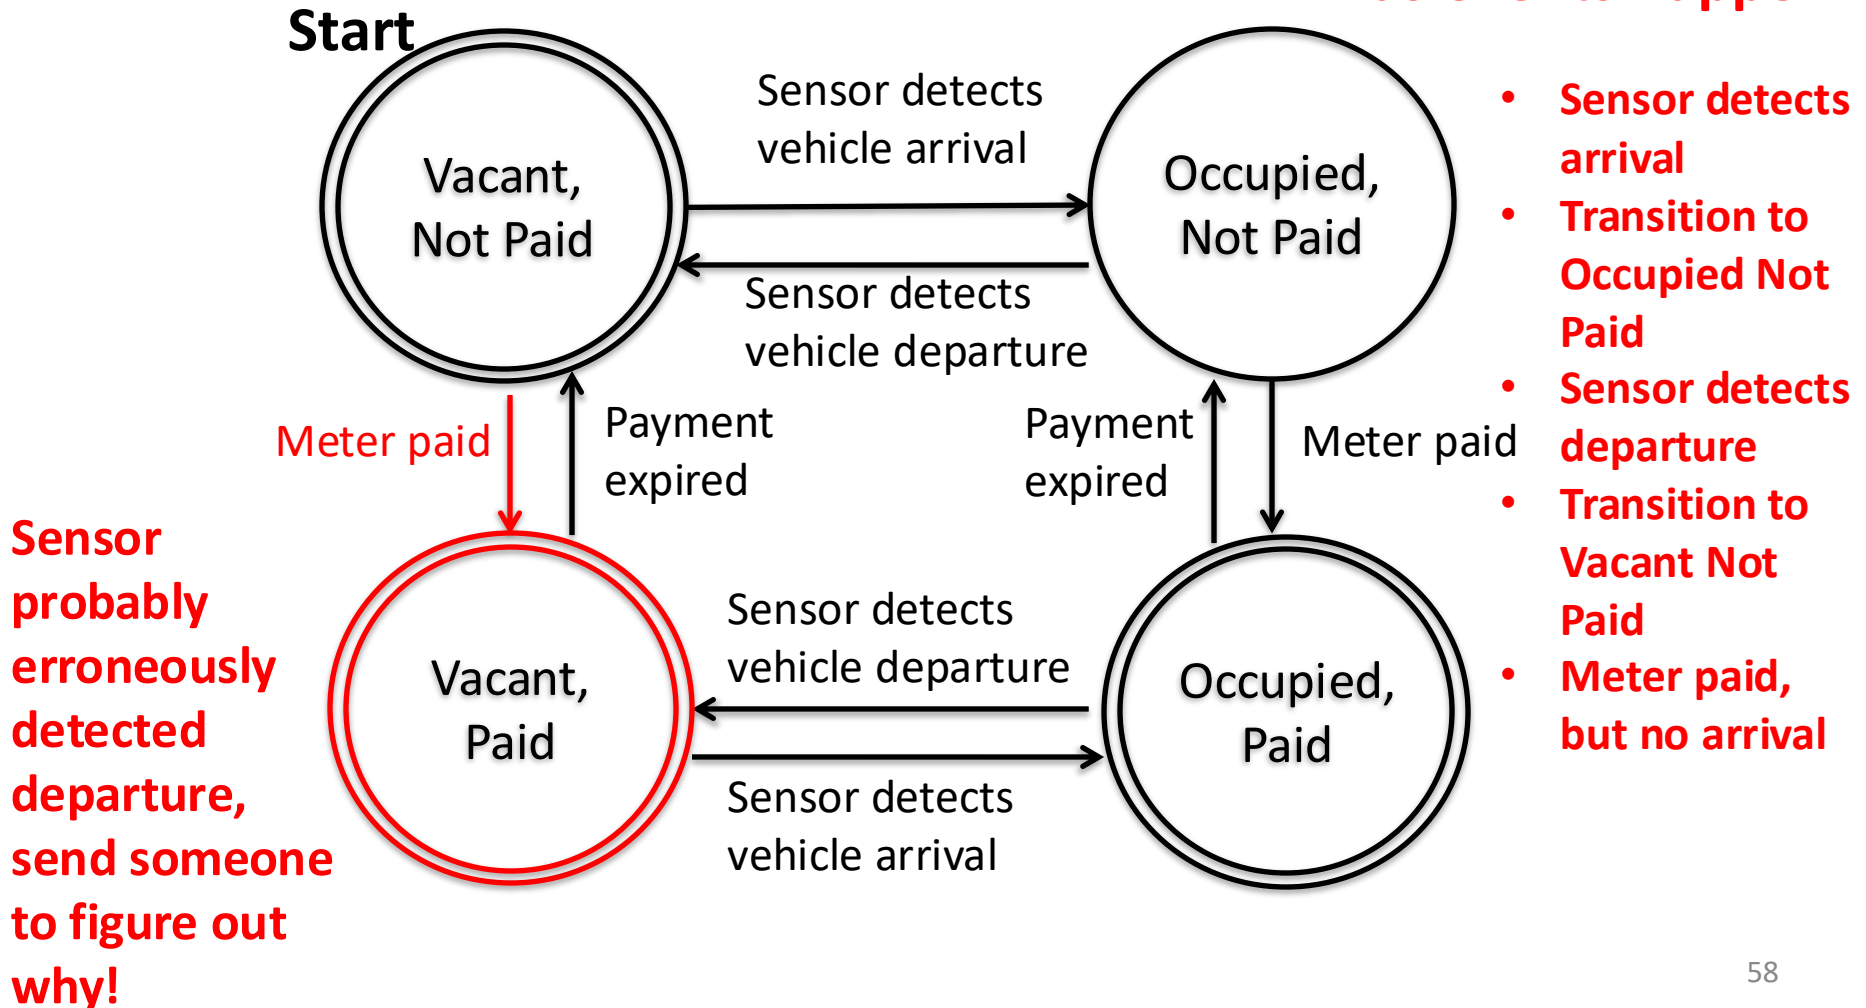 Start
Sensor detects
vehicle arrival
Vacant,
Not Paid
Occupied,
Not Paid
Sensor detects
vehicle departure
Meter paid
Payment
expired
Payment
expired
Meter paid
Sensor
probably
erroneously
detected
departure,
send someone
to figure out
why!
Vacant,
Paid
Sensor detects
vehicle departure
Occupied,
Paid
Sensor detects
vehicle arrival
• Sensor detects
arrival
• Transition to
Occupied Not
Paid
• Sensor detects
departure
• Transition to
Vacant Not
Paid
• Meter paid,
but no arrival
58